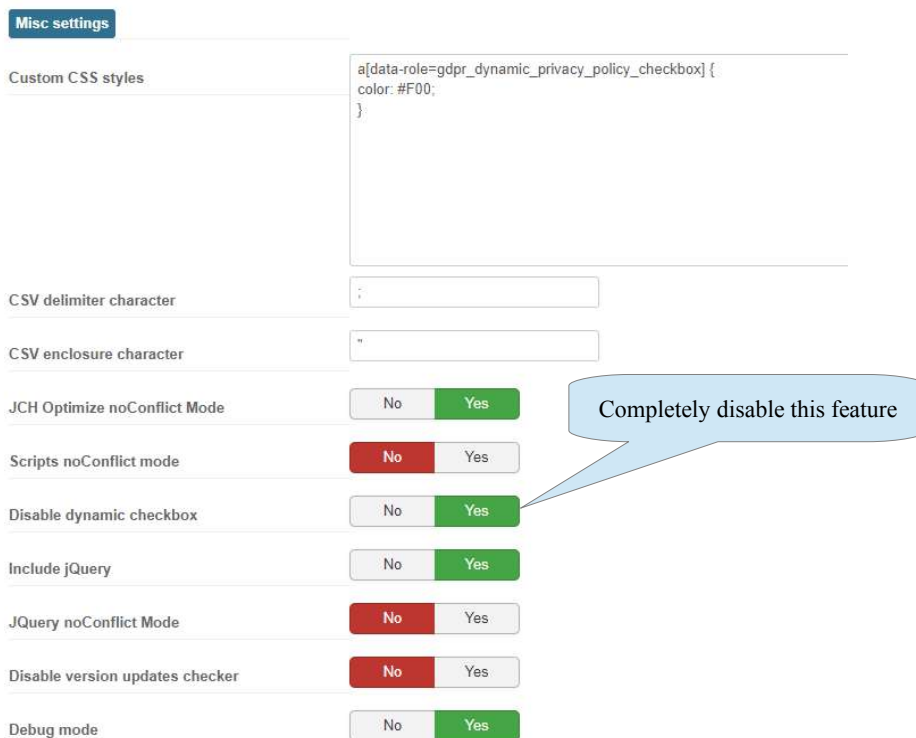 Misc settings
Custom CSS styles
a[data-role=gdpr_dynamic_privacy_policy_checkbox] {
color: #F00;
}
CSV delimiter character
;
CSV enclosure character
"
JCH Optimize noConflict Mode
No Yes
Completely disable this feature
Scripts noConflict mode
No Yes
Disable dynamic checkbox
No Yes
Include jQuery
No Yes
JQuery noConflict Mode
No Yes
Disable version updates checker
No Yes
Debug mode
No Yes